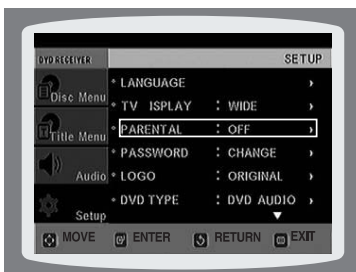 DVD RECEIVER
SETUP
Disc Menu
Title Menu
Audio
Setup
LANGUAGE
TV ISPLAY : WIDE
PARENTAL : OFF
PASSWORD : CHANGE
LOGO : ORIGINAL
DVD TYPE : DVD AUDIO
MOVE ENTER RETURN EXIT